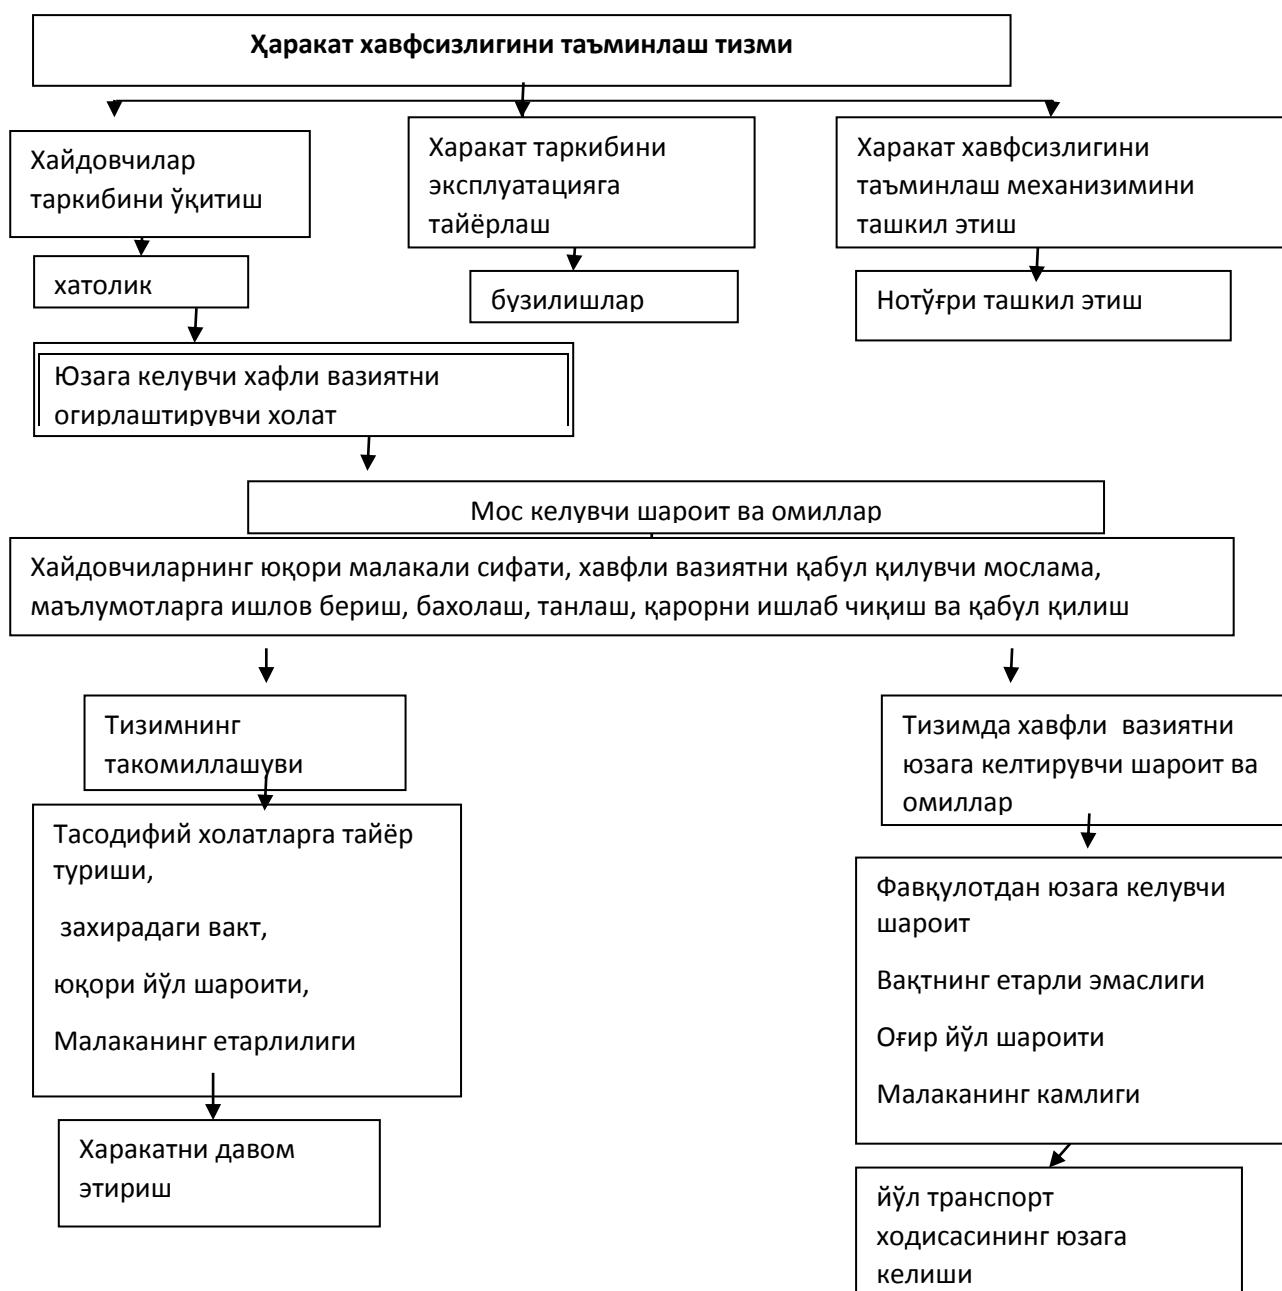 Ҳаракат хавфсизлигини таъминлаш тизми
Хайдовчилар
таркибини ўқитиш
Харакат таркибини
эксплуатацияга
тайёрлаш
Харакат хавфсизлигини
таъминлаш механизимини
ташкил этиш
хатолик
бузилишлар
Нотўғри ташкил этиш
Юзага келувчи хафли вазиятни
огирлаштирувчи холат
Мос келувчи шароит ва омиллар
Хайдовчиларнинг юқори малакали сифати, хавфли вазиятни қабул қилувчи мослама,
маълумотларга ишлов бериш, бахолаш, танлаш, қарорни ишлаб чиқиш ва қабул қилиш
Тизимнинг
такомиллашуви
Тизимда хавфли вазиятни
юзага келтирувчи шароит ва
омиллар
Тасодифий холатларга тайёр
туриши,
захирадаги вакт,
юқори йўл шароити,
Малаканинг етарлилиги
Фавқулотдан юзага келувчи
шароит
Вақтнинг етарли эмаслиги
Оғир йўл шароити
Малаканинг камлиги
Харакатни давом
этириш
йўл транспорт
ходисасининг юзага
келиши